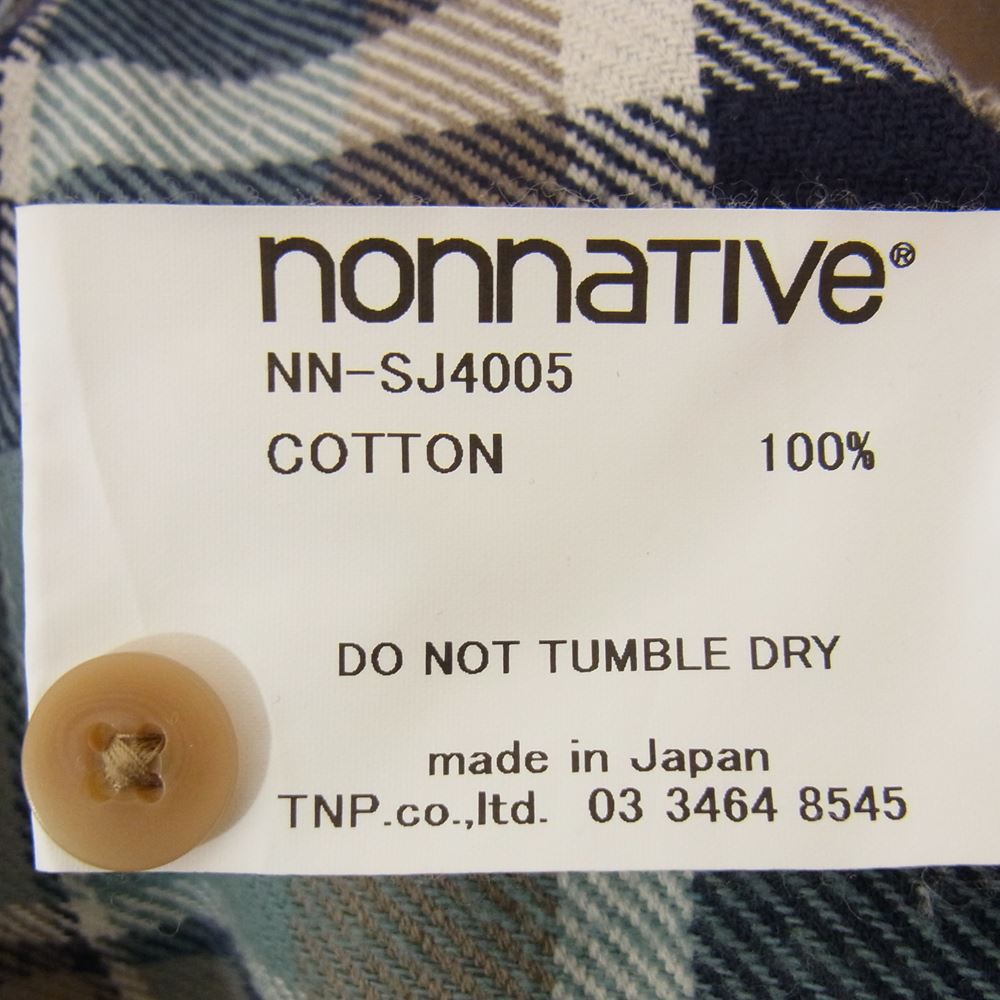 nonnative®
NN-SJ4005
COTTON 100%
DO NOT TUMBLE DRY
made in Japan
TNP.co.,ltd. 03 3464 8545